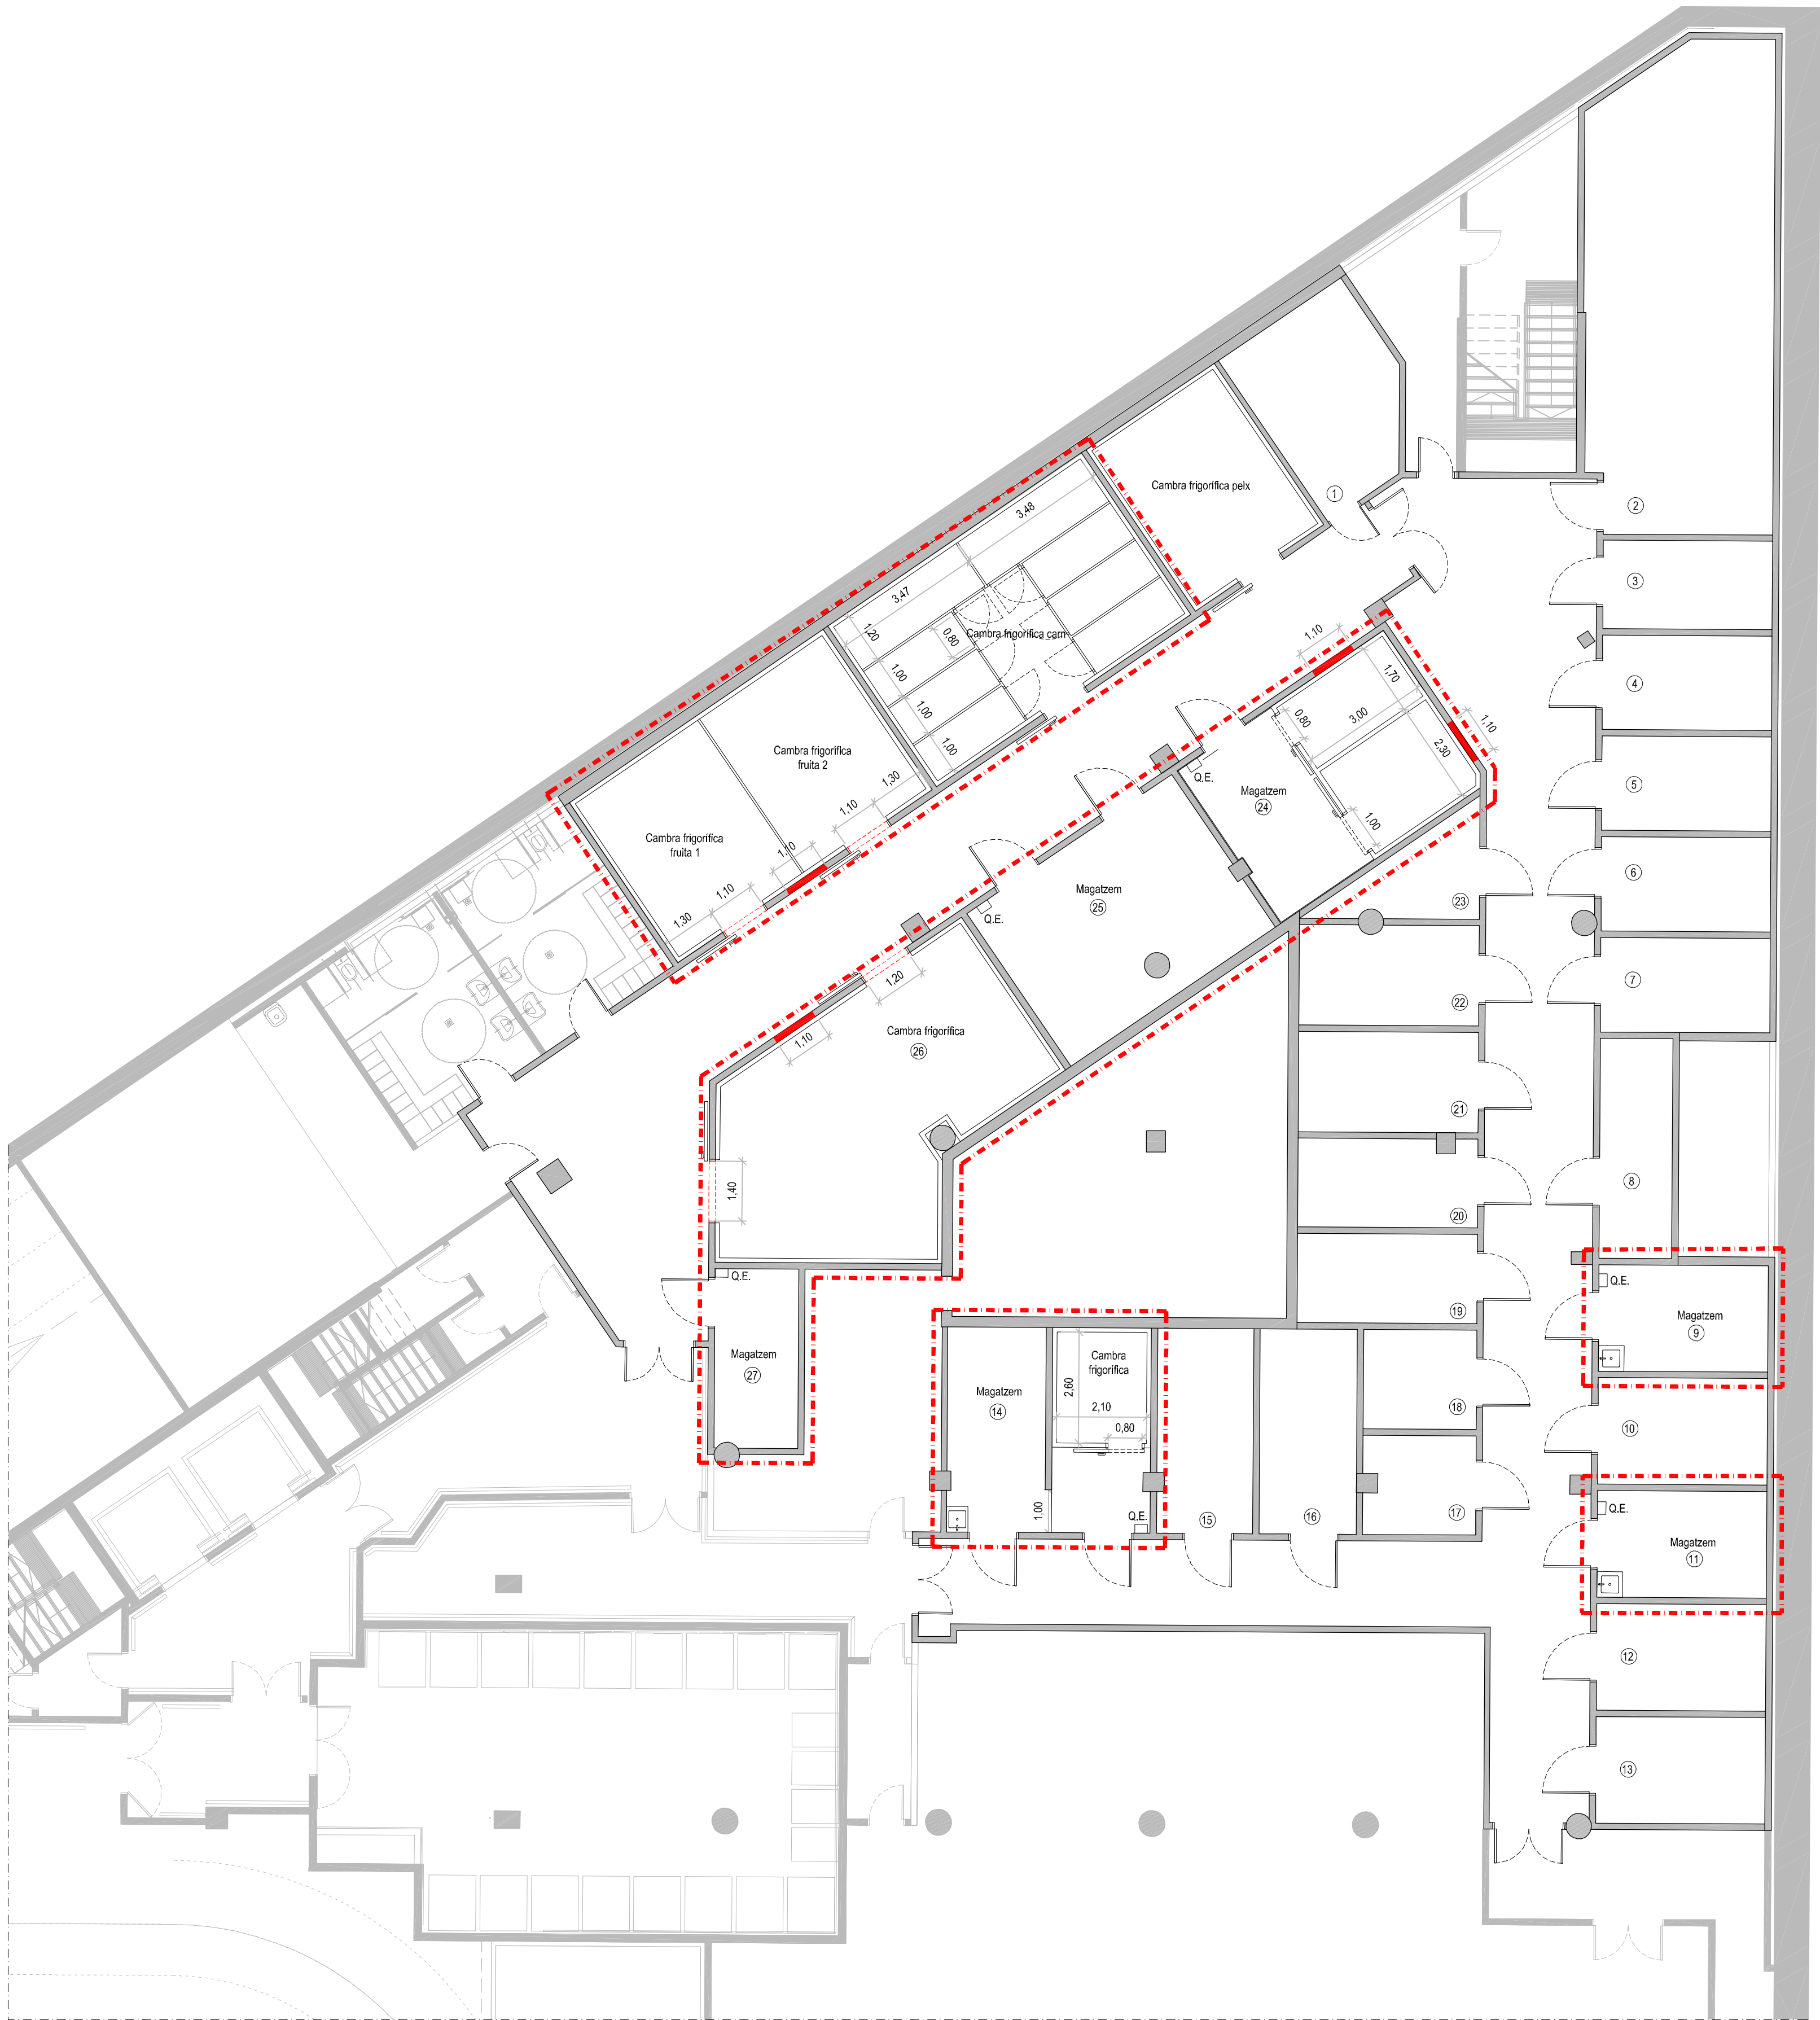 Cambra frigorífica peix
1
2
3
3,48
3,47
1,20
0,80
Cambra frigorífica carn
1,00
1,00
1,00
1,10
1,70
4
1,10
0,80
3,00
2,30
Cambra frigorífica
fruita 2
1,30
1,10
Q.E.
Magatzem
24
5
1,00
Cambra frigorífica
fruita 1
1,10
1,10
1,30
Magatzem
25
Q.E.
6
23
7
22
1,20
Cambra frigorífica
26
1,10
21
8
1,40
20
Q.E.
Q.E.
19
Magatzem
9
Magatzem
27
Cambra
frigorífica
Magatzem
14
2,60
2,10
0,80
18
10
1,00
Q.E.
15
16
17
Q.E.
Magatzem
11
12
13